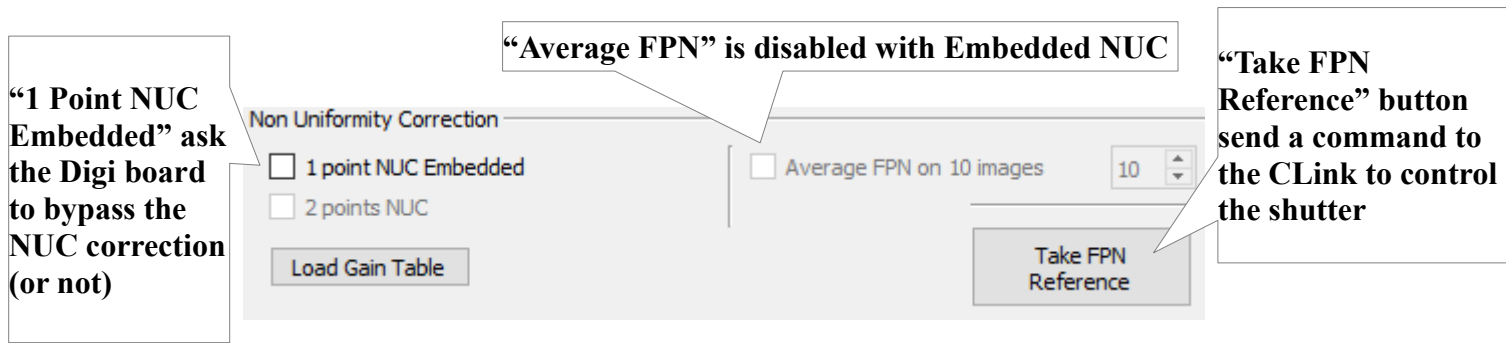 “Average FPN” is disabled with Embedded NUC
“1 Point NUC
Embedded” ask
the Digi board
to bypass the
NUC correction
(or not)
Non Uniformity Correction
1 point NUC Embedded
2 points NUC
Load Gain Table
Average FPN on 10 images
10
Take FPN
Reference
“Take FPN
Reference” button
send a command to
the CLink to control
the shutter